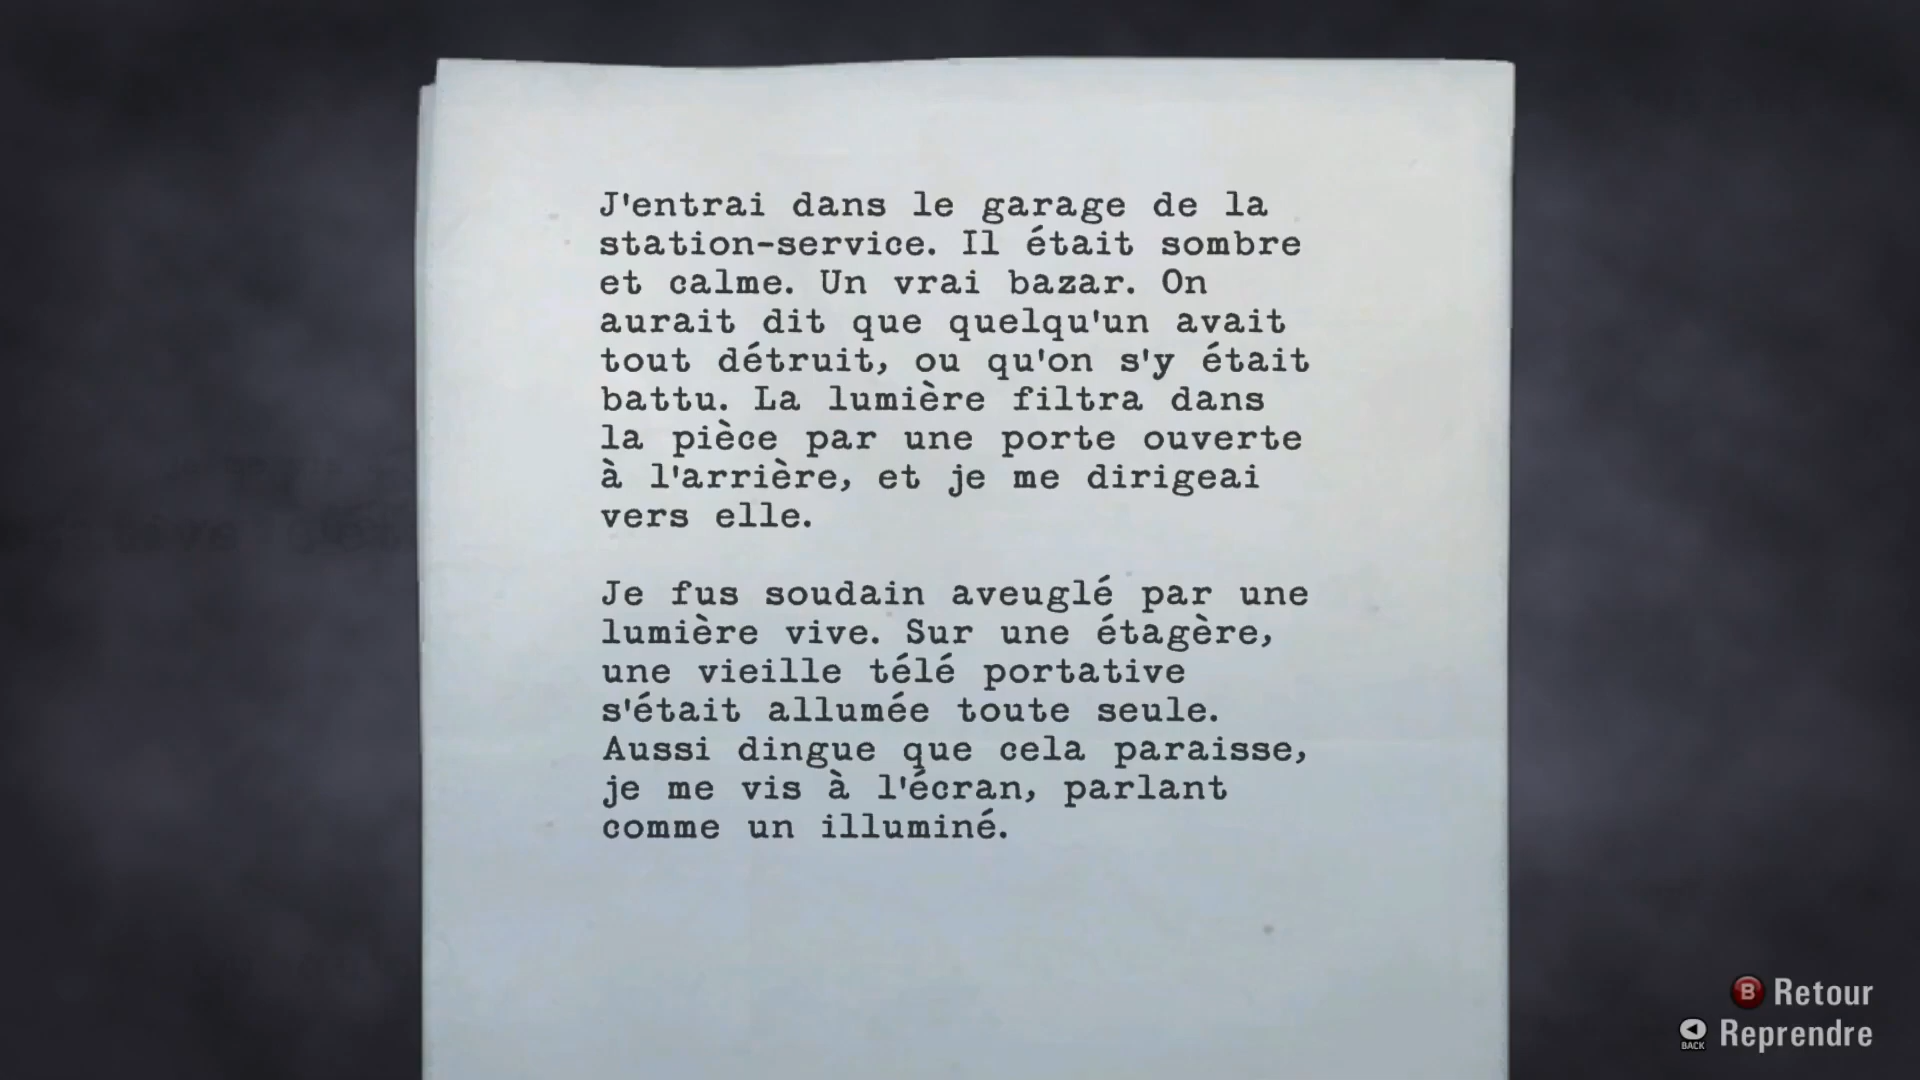 J'entrai dans le garage de la
station-service. Il était sombre
et calme. Un vrai bazar. On
aurait dit que quelqu'un avait
tout détruit, ou qu'on s'y était
battu. La lumière filtra dans
la pièce par une porte ouverte
à l'arrière, et je me dirigeai
vers elle.
Je fus soudain aveuglé par une
lumière vive. Sur une étagère,
une vieille télé portative
s'était allumée toute seule.
Aussi dingue que cela paraisse,
je me vis à l'écran, parlant
comme un illuminé.
B Retour
BACK Reprendre